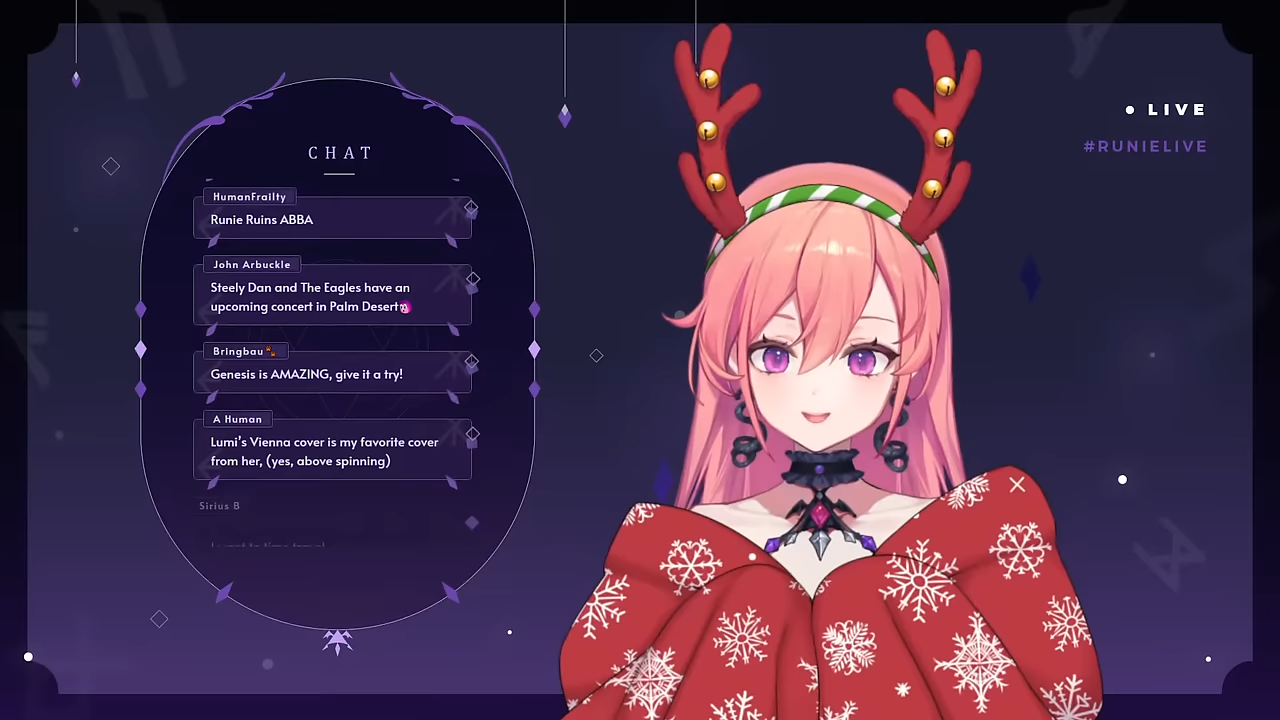 LIVE
#RUNIELIVE
CHAT
HumanFrailty
Runie Ruins ABBA
John Arbuckle
Steely Dan and The Eagles have an
upcoming concert in Palm Desert
Bringbau
Genesis is AMAZING, give it a try!
A Human
Lumi's Vienna cover is my favorite cover
from her, (yes, above spinning)
Sirius B